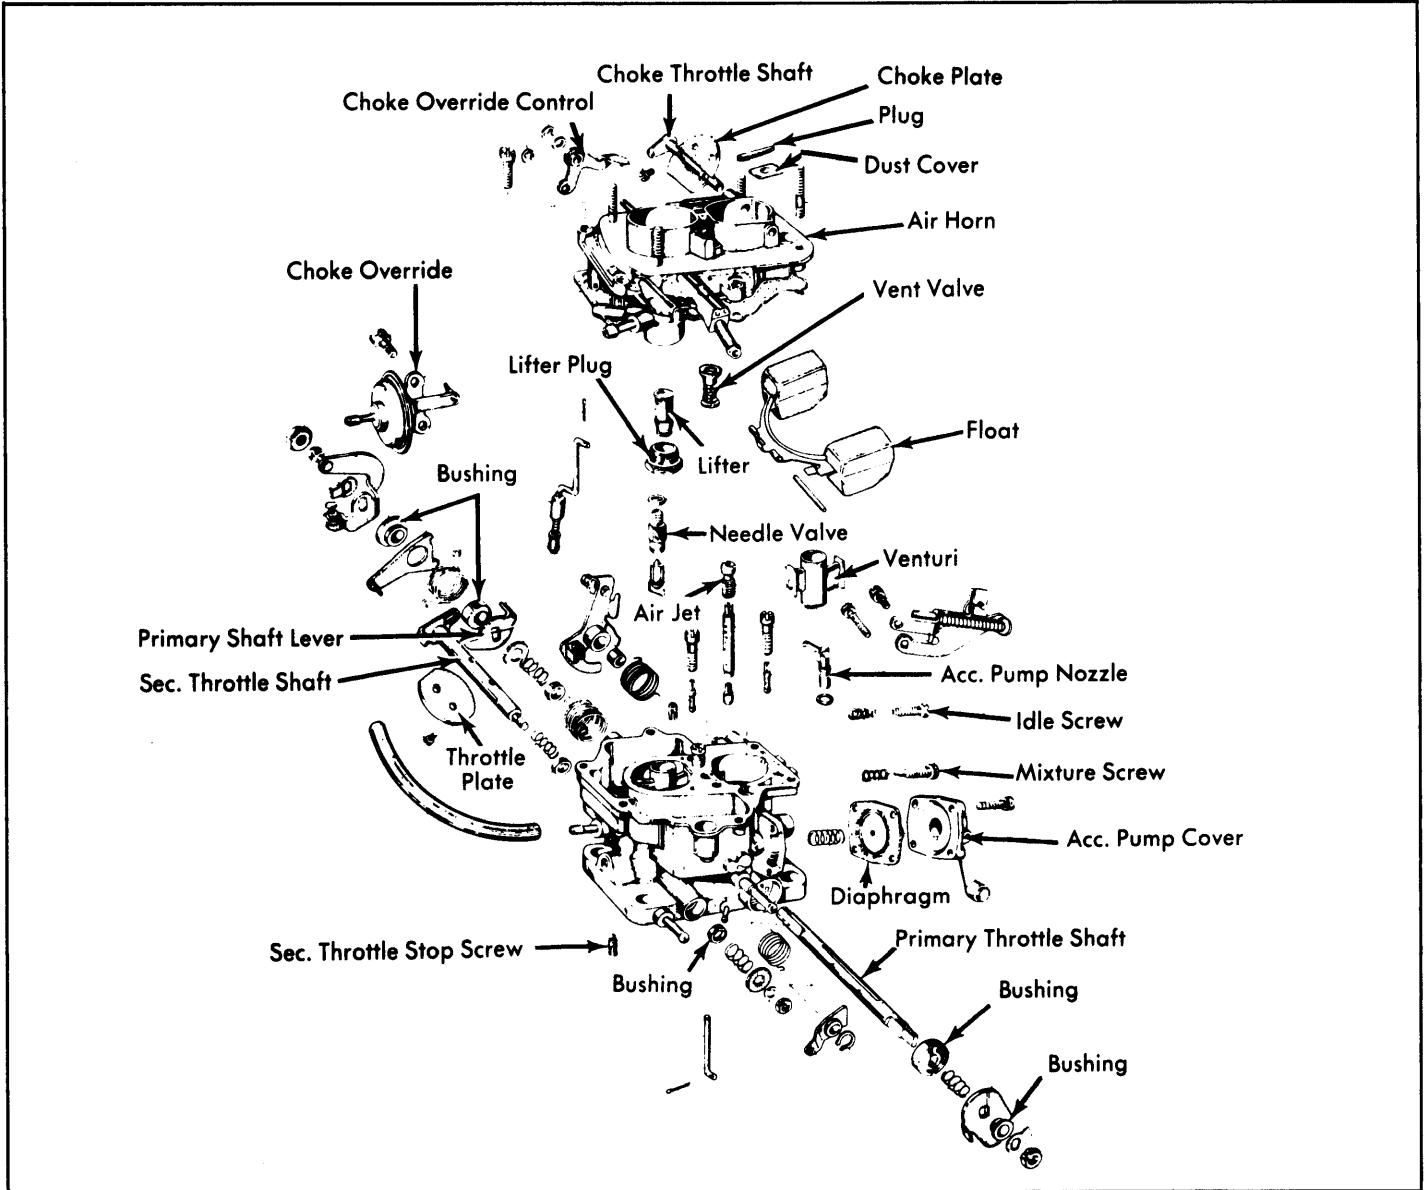 Choke Throttle Shaft
Choke Plate
Choke Override Control
Plug
Dust Cover
Air Horn
Choke Override
Vent Valve
Lifter Plug
Float
Lifter
Bushing
Needle Valve
Venturi
Air Jet
Primary Shaft Lever
Acc. Pump Nozzle
Sec. Throttle Shaft
Idle Screw
Throttle
Plate
Mixture Screw
Acc. Pump Cover
Diaphragm
Primary Throttle Shaft
Sec. Throttle Stop Screw
Bushing
Bushing
Bushing